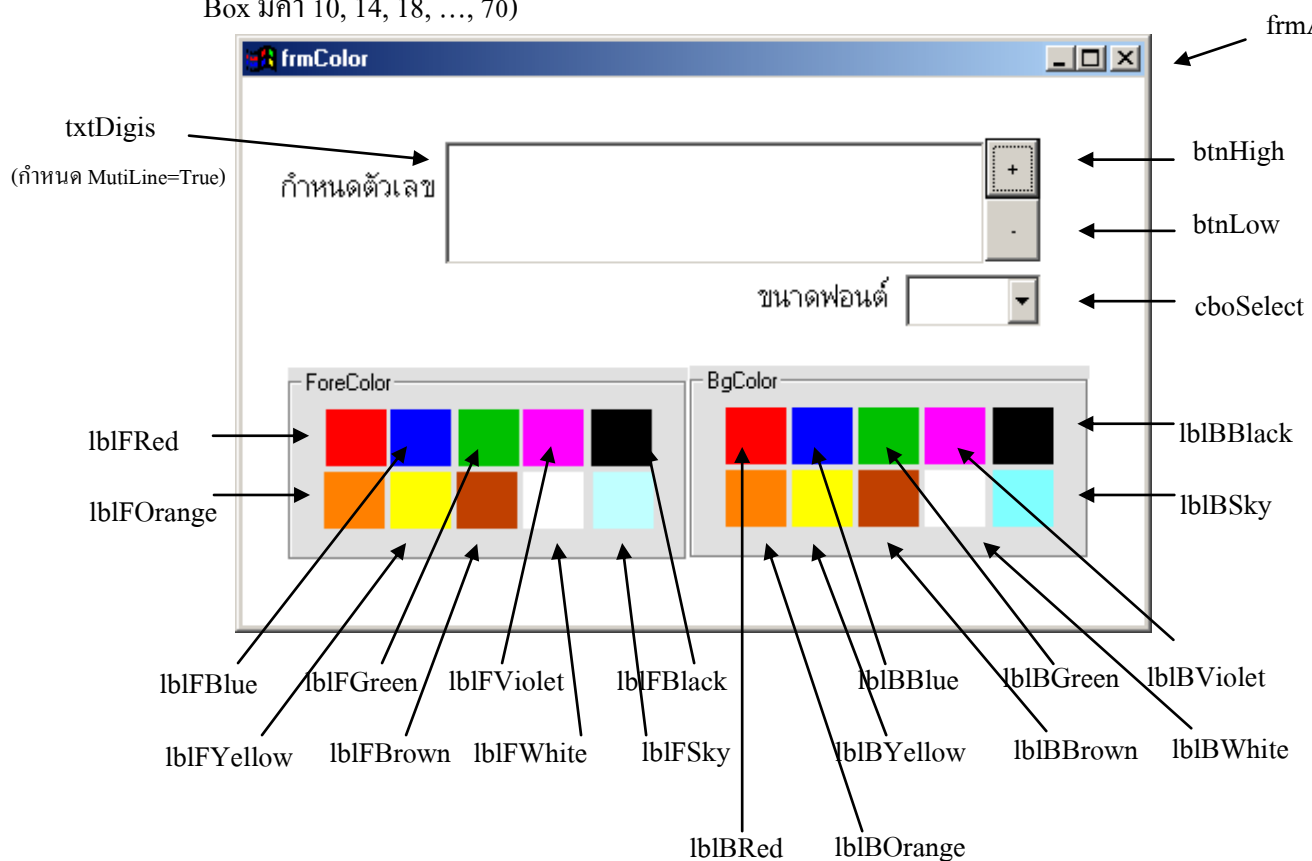 Box มีค่า 10, 14, 18, …, 70)
frmColor
txtDigis
(กำหนด MutiLine=True)
กำหนดตัวเลข
+
-
btnHigh
btnLow
ขนาดฟอนต์
cboSelect
ForeColor
BgColor
lblFRed
lblFOrange
lblBBlack
lblBSky
lblFBlue
lblFGreen
lblFViolet
lblFBlack
lblBBlue
lblBGreen
lblBViolet
lblFYellow
lblFBrown
lblFWhite
lblFSky
lblBYellow
lblBBrown
lblBWhite
lblBRed
lblBOrange